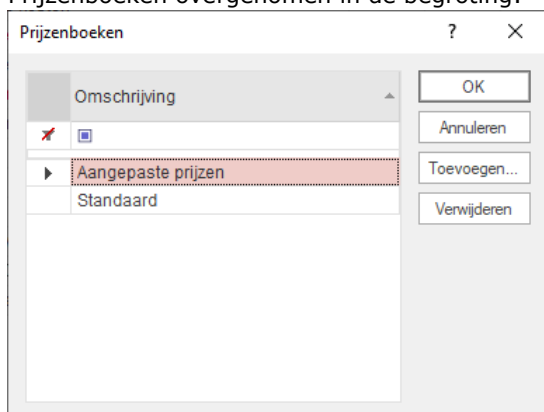 Prijzenboeken overgenomen in de begroting.
Prijzenboeken ?
Omschrijving
OK
Annuleren
Aangepaste prijzen
Toevoegen...
Standaard
Verwijderen